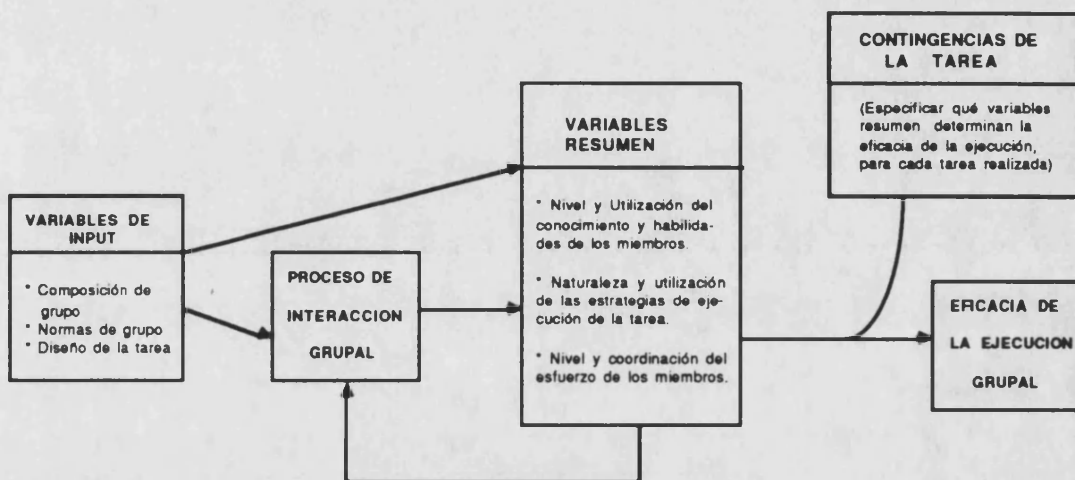 VARIABLES DE
INPUT
* Composición de
grupo
* Normas de grupo
* Diseño de la tarea
PROCESO DE
INTERACCION
GRUPAL
VARIABLES
RESUMEN
* Nivel y Utilización del
conocimiento y habilida-
des de los miembros.
* Naturaleza y utilización
de las estrategias de eje-
cución de la tarea.
* Nivel y coordinación del
esfuerzo de los miembros.
CONTINGENCIAS DE
LA TAREA
(Especificar qué variables
resumen determinan la
eficacia de la ejecución,
para cada tarea realizada)
ERCACIA DE
LA EJECUCION
GRUPAL